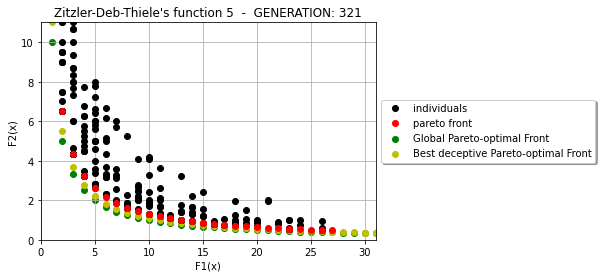 Zitzler-Deb-Thiele's function 5  -  GENERATION: 321
10
8
6
4
2
0
F2(x)
0 5 10 15 20 25 30
F1(x)
individuals
pareto front
Global Pareto-optimal Front
Best deceptive Pareto-optimal Front